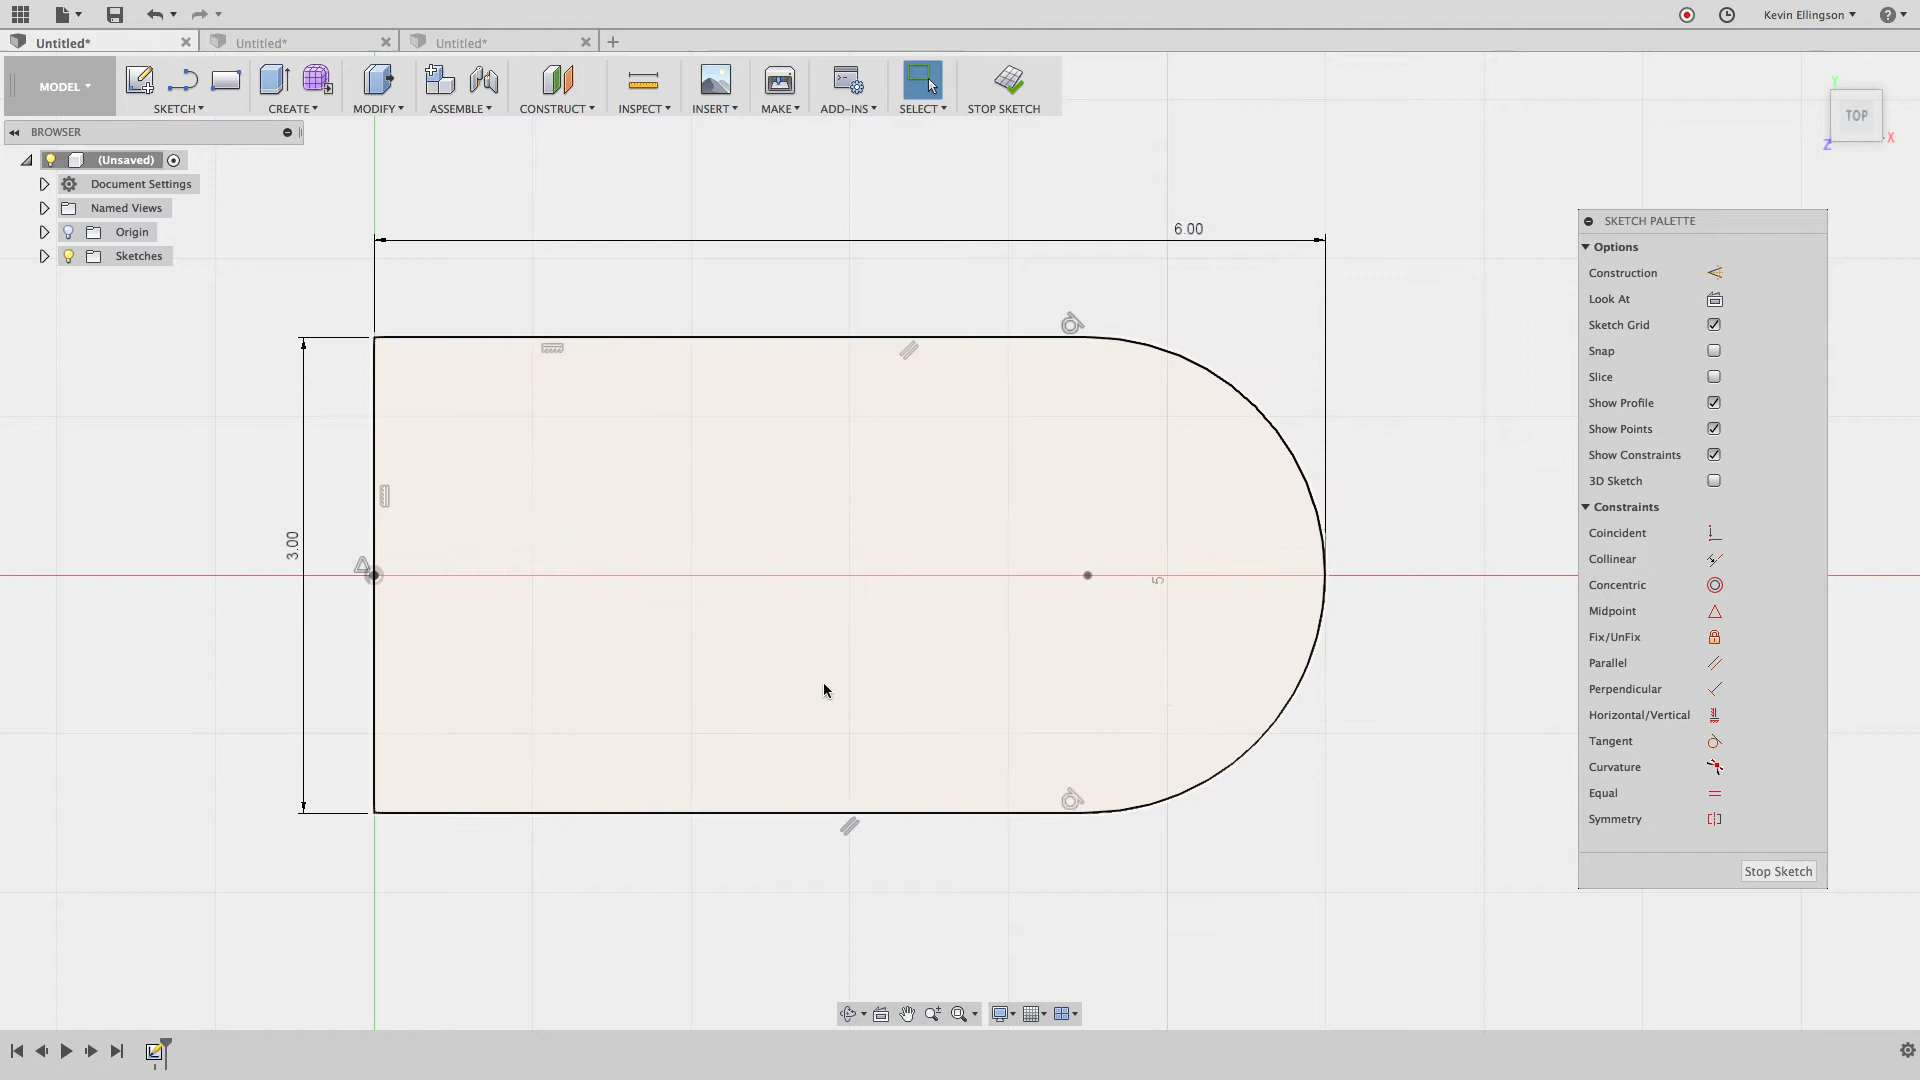 Kevin Ellingson
Untitled*
Untitled*
Untitled*
MODEL
SKETCH
CREATE
MODIFY
ASSEMBLE
CONSTRUCT
INSPECT
INSERT
MAKE
ADD-INS
SELECT
STOP SKETCH
BROWSER
(Unsaved)
Document Settings
Named Views
Origin
Sketches
Y
TOP
X
Z
6.00
3.00
5
SKETCH PALETTE
Options
Construction
Look At
Sketch Grid
Snap
Slice
Show Profile
Show Points
Show Constraints
3D Sketch
Constraints
Coincident
Collinear
Concentric
Midpoint
Fix/UnFix
Parallel
Perpendicular
Horizontal/Vertical
Tangent
Curvature
Equal
Symmetry
Stop Sketch